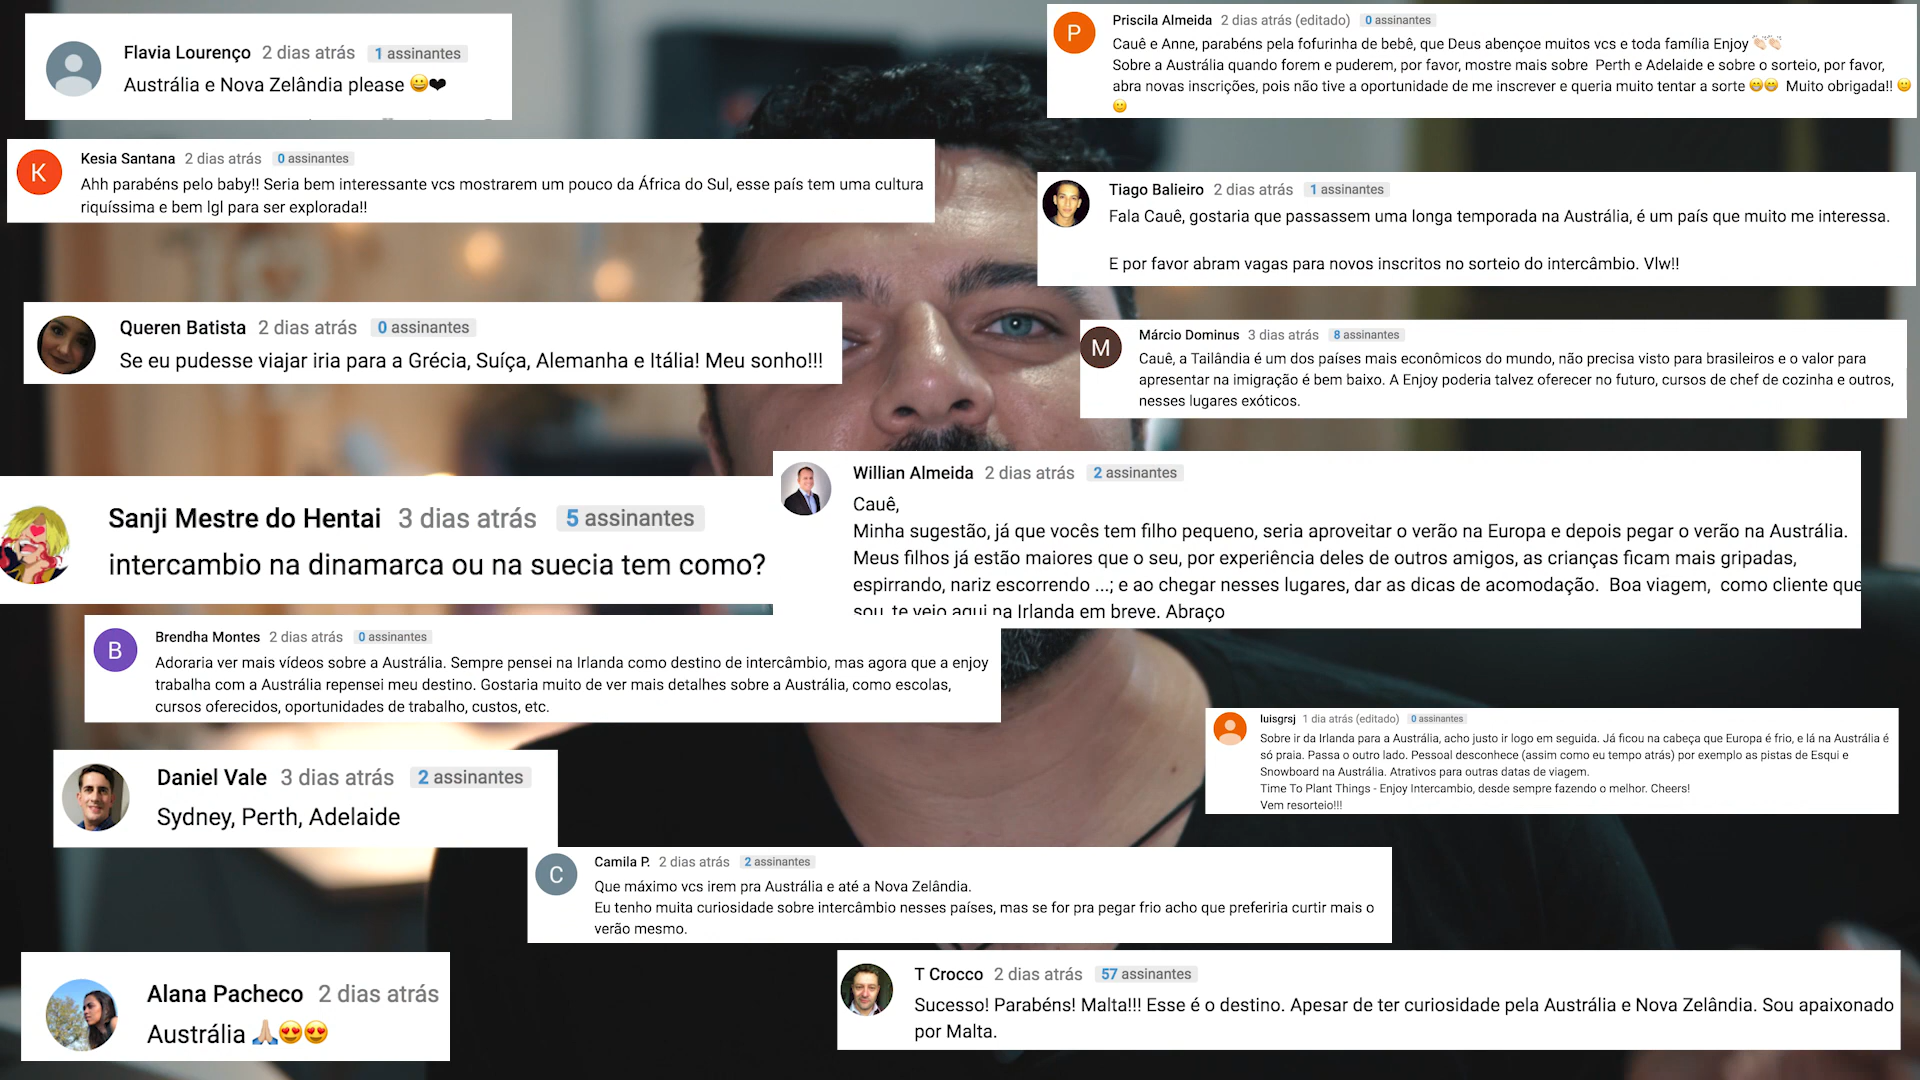 Flavia Lourenço 2 dias atrás 1 assinantes
Austrália e Nova Zelândia please 😀❤
Priscila Almeida 2 dias atrás (editado) 0 assinantes
Cauê e Anne, parabéns pela fofurinha de bebê, que Deus abençoe muitos vcs e toda família Enjoy 👏🏻👏🏻
Sobre a Austrália quando forem e puderem, por favor, mostre mais sobre Perth e Adelaide e sobre o sorteio, por favor,
abra novas inscrições, pois não tive a oportunidade de me inscrever e queria muito tentar a sorte 😁😁 Muito obrigada!! 🙂
🙂
K
P
Kesia Santana 2 dias atrás 0 assinantes
Ahh parabéns pelo baby!! Seria bem interessante vcs mostrarem um pouco da África do Sul, esse país tem uma cultura
riquíssima e bem lgl para ser explorada!!
Tiago Balieiro 2 dias atrás 1 assinantes
Fala Cauê, gostaria que passassem uma longa temporada na Austrália, é um país que muito me interessa.
E por favor abram vagas para novos inscritos no sorteio do intercâmbio. Vlw!!
Queren Batista 2 dias atrás 0 assinantes
Se eu pudesse viajar iria para a Grécia, Suíça, Alemanha e Itália! Meu sonho!!!
M
Márcio Dominus 3 dias atrás 8 assinantes
Cauê, a Tailândia é um dos países mais econômicos do mundo, não precisa visto para brasileiros e o valor para
apresentar na imigração é bem baixo. A Enjoy poderia talvez oferecer no futuro, cursos de chef de cozinha e outros,
nesses lugares exóticos.
Sanji Mestre do Hentai 3 dias atrás 5 assinantes
intercambio na dinamarca ou na suecia tem como?
Willian Almeida 2 dias atrás 2 assinantes
Cauê,
Minha sugestão, já que vocês tem filho pequeno, seria aproveitar o verão na Europa e depois pegar o verão na Austrália.
Meus filhos já estão maiores que o seu, por experiência deles de outros amigos, as crianças ficam mais gripadas,
espirrando, nariz escorrendo ...; e ao chegar nesses lugares, dar as dicas de acomodação. Boa viagem, como cliente que
sou, te vejo aqui na Irlanda em breve. Abraço
B
Brendha Montes 2 dias atrás 0 assinantes
Adoraria ver mais vídeos sobre a Austrália. Sempre pensei na Irlanda como destino de intercâmbio, mas agora que a enjoy
trabalha com a Austrália repensei meu destino. Gostaria muito de ver mais detalhes sobre a Austrália, como escolas,
cursos oferecidos, oportunidades de trabalho, custos, etc.
luisgrsj 1 dia atrás (editado) 0 assinantes
Sobre ir da Irlanda para a Austrália, acho justo ir logo em seguida. Já ficou na cabeça que Europa é frio, e lá na Austrália é
só praia. Passa o outro lado. Pessoal desconhece (assim como eu tempo atrás) por exemplo as pistas de Esqui e
Snowboard na Austrália. Atrativos para outras datas de viagem.
Time To Plant Things - Enjoy Intercambio, desde sempre fazendo o melhor. Cheers!
Vem resorteio!!!
Daniel Vale 3 dias atrás 2 assinantes
Sydney, Perth, Adelaide
C
Camila P. 2 dias atrás 2 assinantes
Que máximo vcs irem pra Austrália e até a Nova Zelândia.
Eu tenho muita curiosidade sobre intercâmbio nesses países, mas se for pra pegar frio acho que preferiria curtir mais o
verão mesmo.
Alana Pacheco 2 dias atrás
Austrália 🙏🏼😍😍
T Crocco 2 dias atrás 57 assinantes
Sucesso! Parabéns! Malta!!! Esse é o destino. Apesar de ter curiosidade pela Austrália e Nova Zelândia. Sou apaixonado
por Malta.